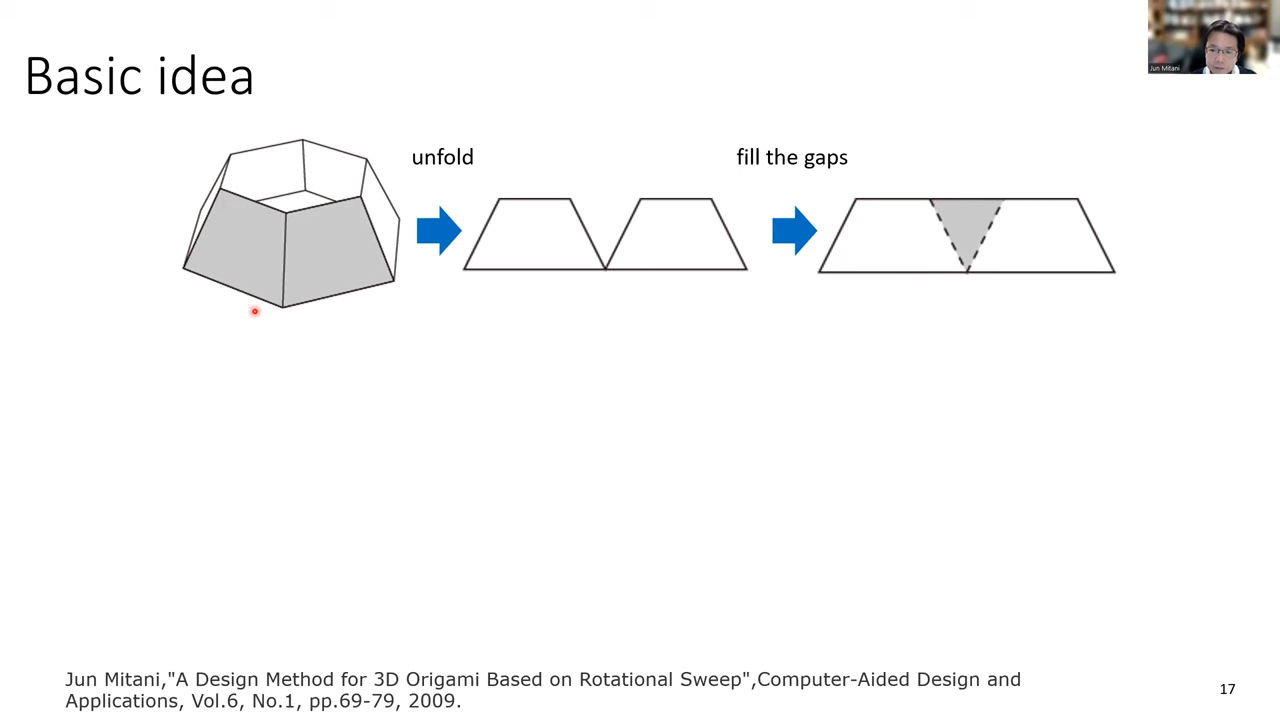 Jun Mitani
Basic idea
unfold
fill the gaps
Jun Mitani,"A Design Method for 3D Origami Based on Rotational Sweep",Computer-Aided Design and
Applications, Vol.6, No.1, pp.69-79, 2009.
17